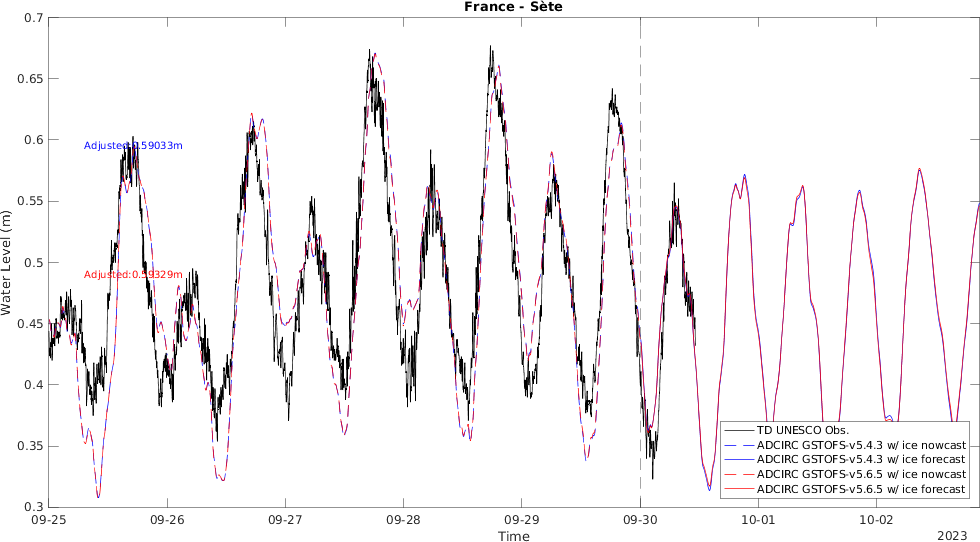 France - Sète
Water Level (m)
0.7
0.65
0.6
0.55
0.5
0.45
0.4
0.35
0.3
Adjusted:0.59033m
Adjusted:0.59329m
TD UNESCO Obs.
ADCIRC GSTOFS-v5.4.3 w/ ice nowcast
ADCIRC GSTOFS-v5.4.3 w/ ice forecast
ADCIRC GSTOFS-v5.6.5 w/ ice nowcast
ADCIRC GSTOFS-v5.6.5 w/ ice forecast
09-25 09-26 09-27 09-28 09-29 09-30 10-01 10-02
Time
2023